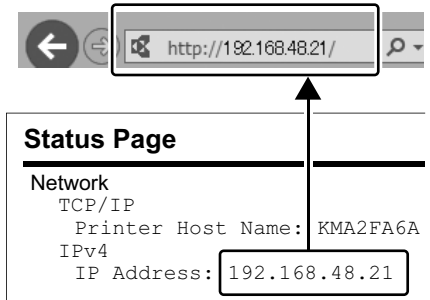 http://192.168.48.21/
Status Page
Network
TCP/IP
Printer Host Name: KMA2FA6A
IPv4
IP Address: 192.168.48.21